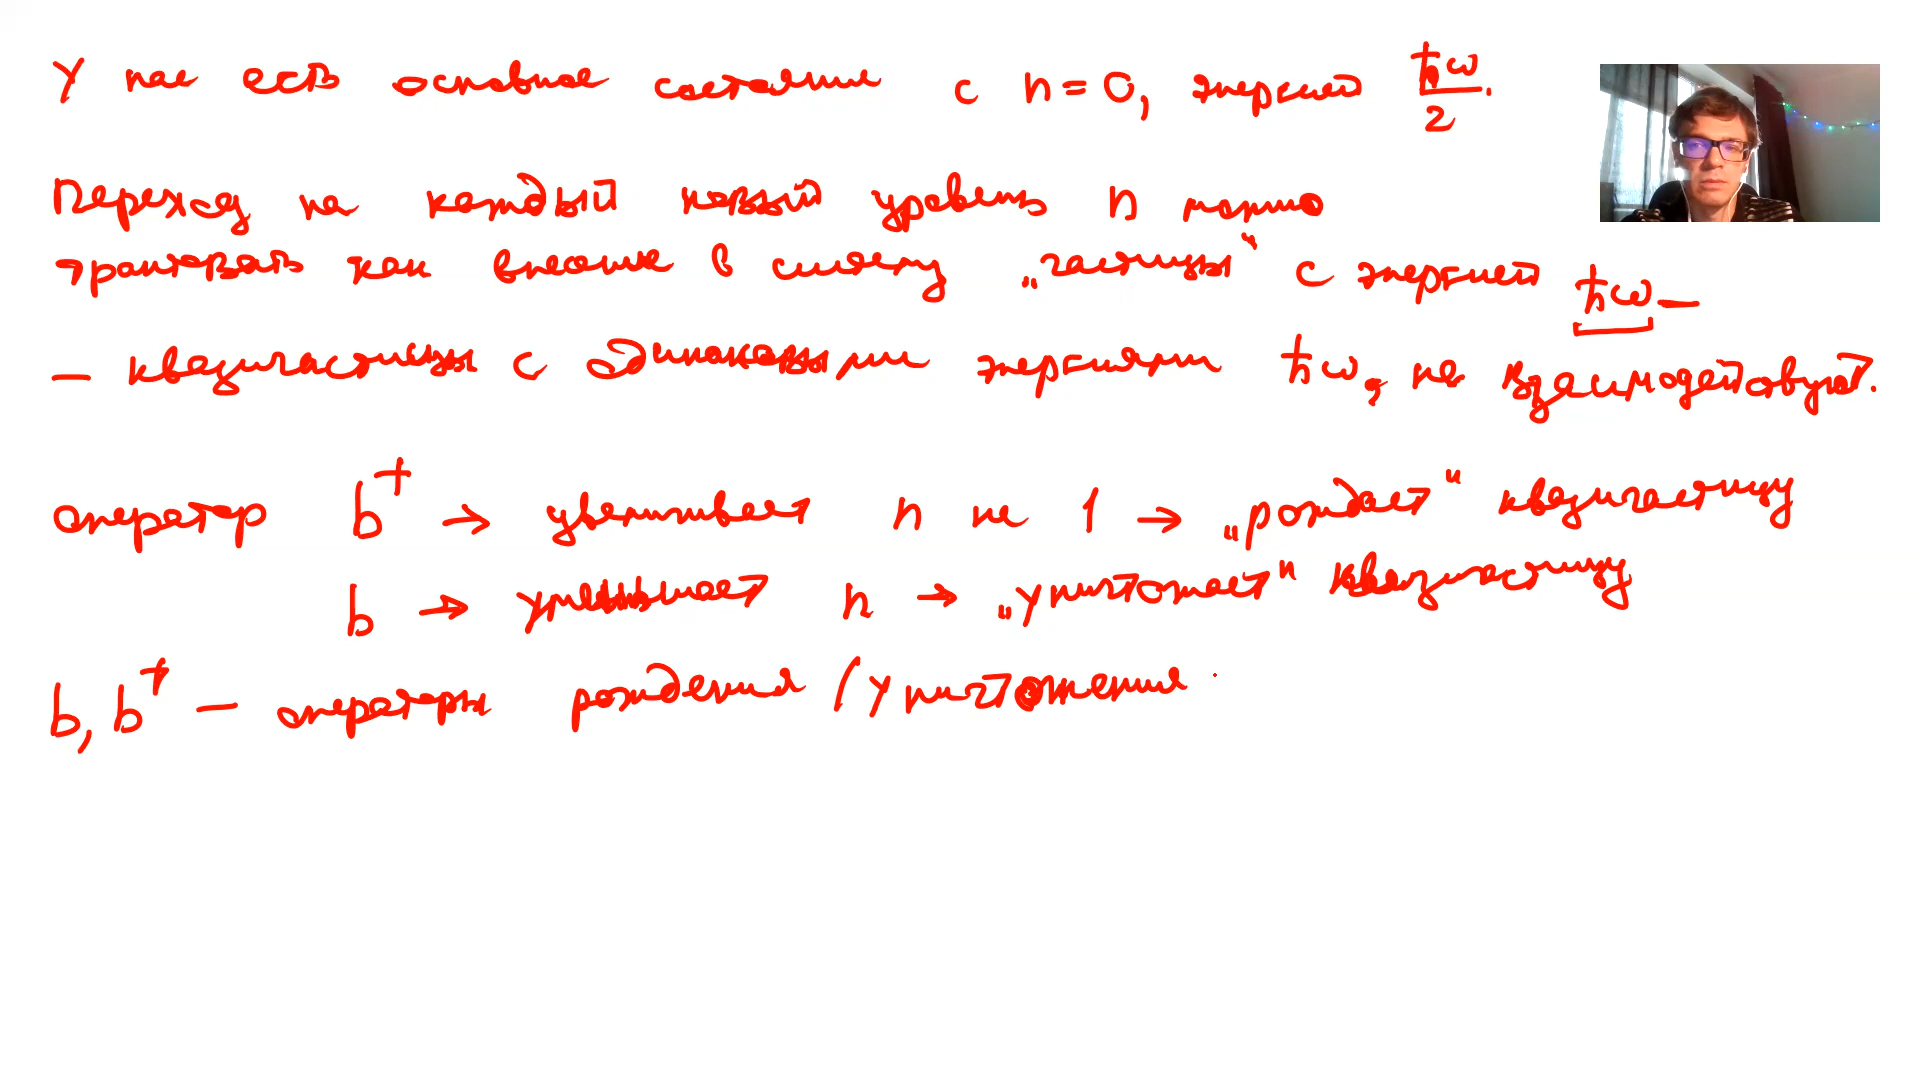 У нас есть основное состояние с n = 0, энергией ħω/2.
Переход на каждый новый уровень n можно
трактовать как внесение в систему „частицы“ с энергией ħω –
– квазичастицы с одинаковыми энергиями ħω, не взаимодействуют.
оператор b⁺ → увеличивает n на 1 → „рождает“ квазичастицу
b → уменьшает n → „уничтожает“ квазичастицу
b, b⁺ – операторы рождения / уничтожения